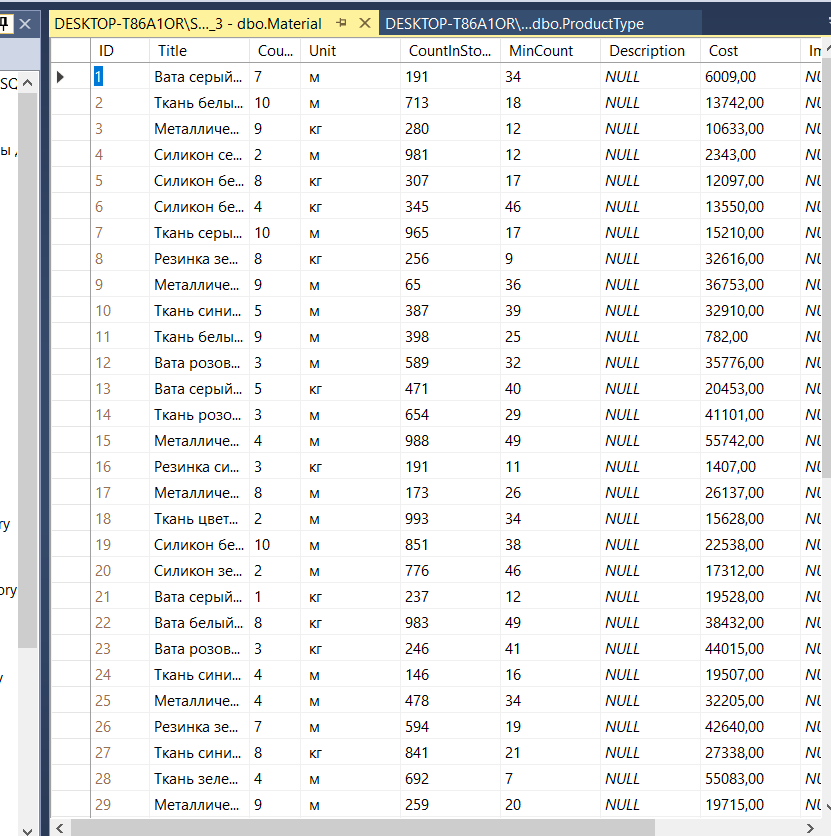 DESKTOP-T86A1OR\S..._3 - dbo.Material DESKTOP-T86A1OR\...dbo.ProductType
ID Title Cou... Unit CountInSto... MinCount Description Cost Im
1 Вата серый... 7 м 191 34 NULL 6009,00 NU
2 Ткань белы... 10 м 713 18 NULL 13742,00 NU
3 Металличе... 9 кг 280 12 NULL 10633,00 NU
4 Силикон се... 2 м 981 12 NULL 2343,00 NU
5 Силикон бе... 8 кг 307 17 NULL 12097,00 NU
6 Силикон бе... 4 кг 345 46 NULL 13550,00 NU
7 Ткань серы... 10 м 965 17 NULL 15210,00 NU
8 Резинка зе... 8 кг 256 9 NULL 32616,00 NU
9 Металличе... 9 м 65 36 NULL 36753,00 NU
10 Ткань сини... 5 м 387 39 NULL 32910,00 NU
11 Ткань белы... 9 м 398 25 NULL 782,00 NU
12 Вата розов... 3 м 589 32 NULL 35776,00 NU
13 Вата серый... 5 кг 471 40 NULL 20453,00 NU
14 Ткань розо... 3 м 654 29 NULL 41101,00 NU
15 Металличе... 4 м 988 49 NULL 55742,00 NU
16 Резинка си... 3 кг 191 11 NULL 1407,00 NU
17 Металличе... 8 м 173 26 NULL 26137,00 NU
18 Ткань цвет... 2 м 993 34 NULL 15628,00 NU
19 Силикон бе... 10 м 851 38 NULL 22538,00 NU
20 Силикон зе... 2 м 776 46 NULL 17312,00 NU
21 Вата серый... 1 кг 237 12 NULL 19528,00 NU
22 Вата белый... 8 кг 983 49 NULL 38432,00 NU
23 Вата розов... 3 кг 246 41 NULL 44015,00 NU
24 Ткань сини... 4 м 146 16 NULL 19507,00 NU
25 Металличе... 4 м 478 34 NULL 32205,00 NU
26 Резинка зе... 7 м 594 19 NULL 42640,00 NU
27 Ткань сини... 8 кг 841 21 NULL 27338,00 NU
28 Ткань зеле... 4 м 692 7 NULL 55083,00 NU
29 Металличе... 9 м 259 20 NULL 19715,00 NU